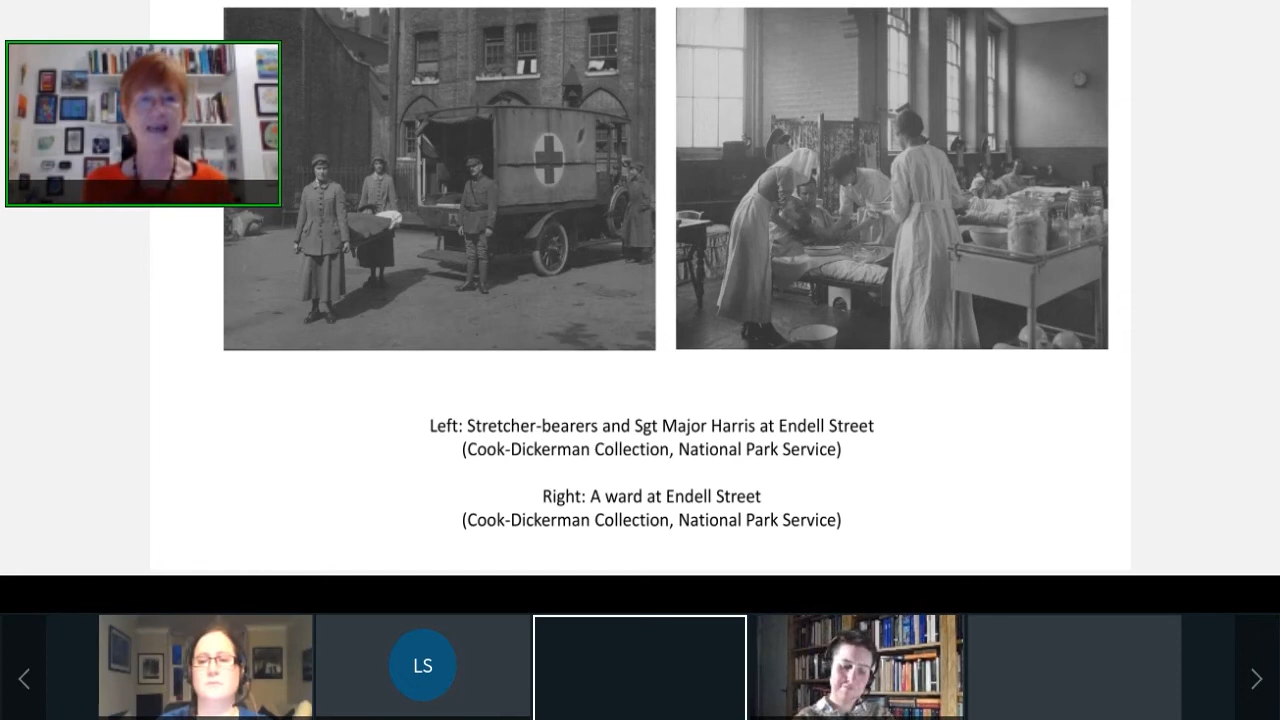 Left: Stretcher-bearers and Sgt Major Harris at Endell Street
(Cook-Dickerman Collection, National Park Service)
Right: A ward at Endell Street
(Cook-Dickerman Collection, National Park Service)
LS